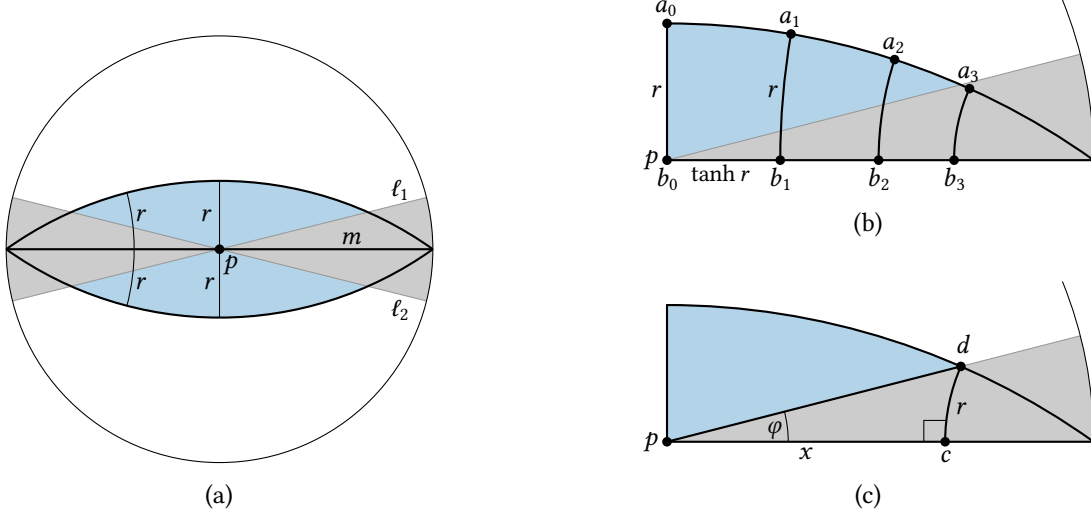 ℓ₁
r
r
m
p
r
r
ℓ₂
(a)
a₀
a₁
a₂
a₃
r
r
p
b₀
tanh r
b₁
b₂
b₃
(b)
d
φ
r
p
x
c
(c)